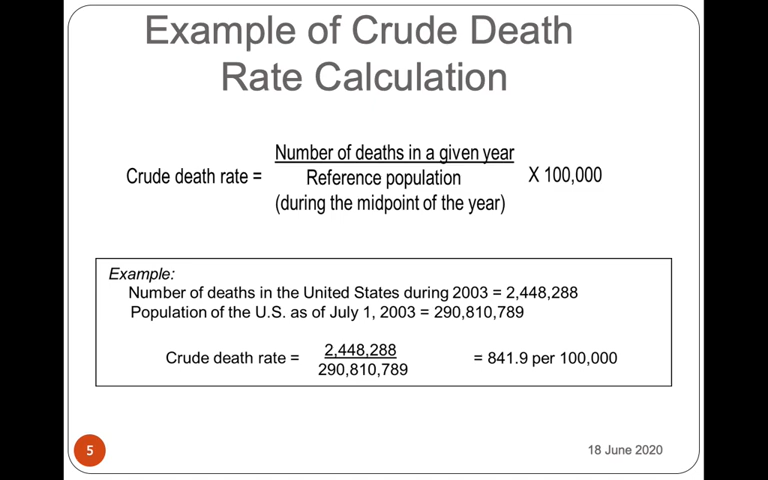 Example of Crude Death
Rate Calculation
Number of deaths in a given year
Crude death rate = Reference population X 100,000
(during the midpoint of the year)
Example:
Number of deaths in the United States during 2003 = 2,448,288
Population of the U.S. as of July 1, 2003 = 290,810,789
2,448,288
Crude death rate = = 841.9 per 100,000
290,810,789
5
18 June 2020